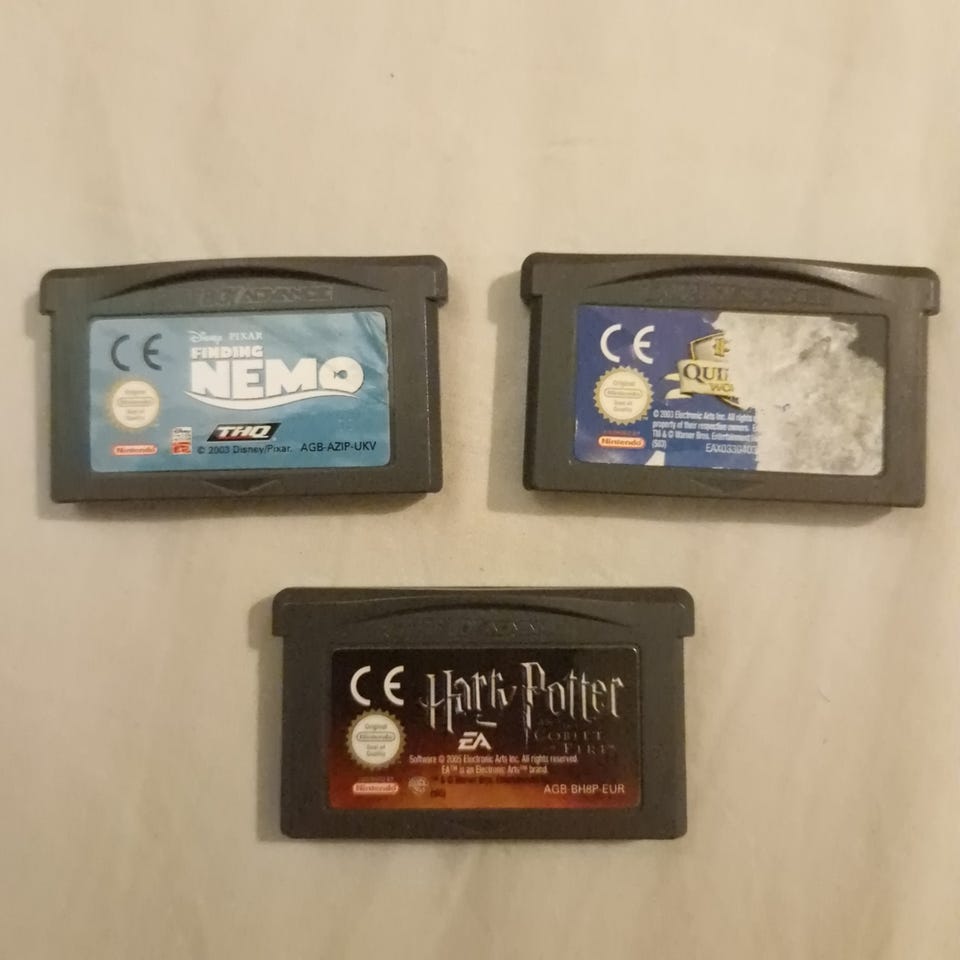 GAME BOY ADVANCE
CE
Disney PIXAR
FINDING
NEMO
Original
Nintendo
Seal of
Quality
Nintendo
THQ
© 2003 Disney/Pixar. AGB-AZIP-UKV
CE
QUI
WO
Original
Nintendo
Seal of
Quality
© 2003 Electronic Arts Inc. All rights
property of their respective owners. E
TM & © Warner Bros. Entertainment
(s03)
Nintendo
CE
Harry Potter
GOBLET
FIRE
Original
Nintendo
Seal of
Quality
EA
Software © 2005 Electronic Arts Inc. All rights reserved.
EA™ is an Electronic Arts™ brand.
Nintendo
AGB-BH8P-EUR